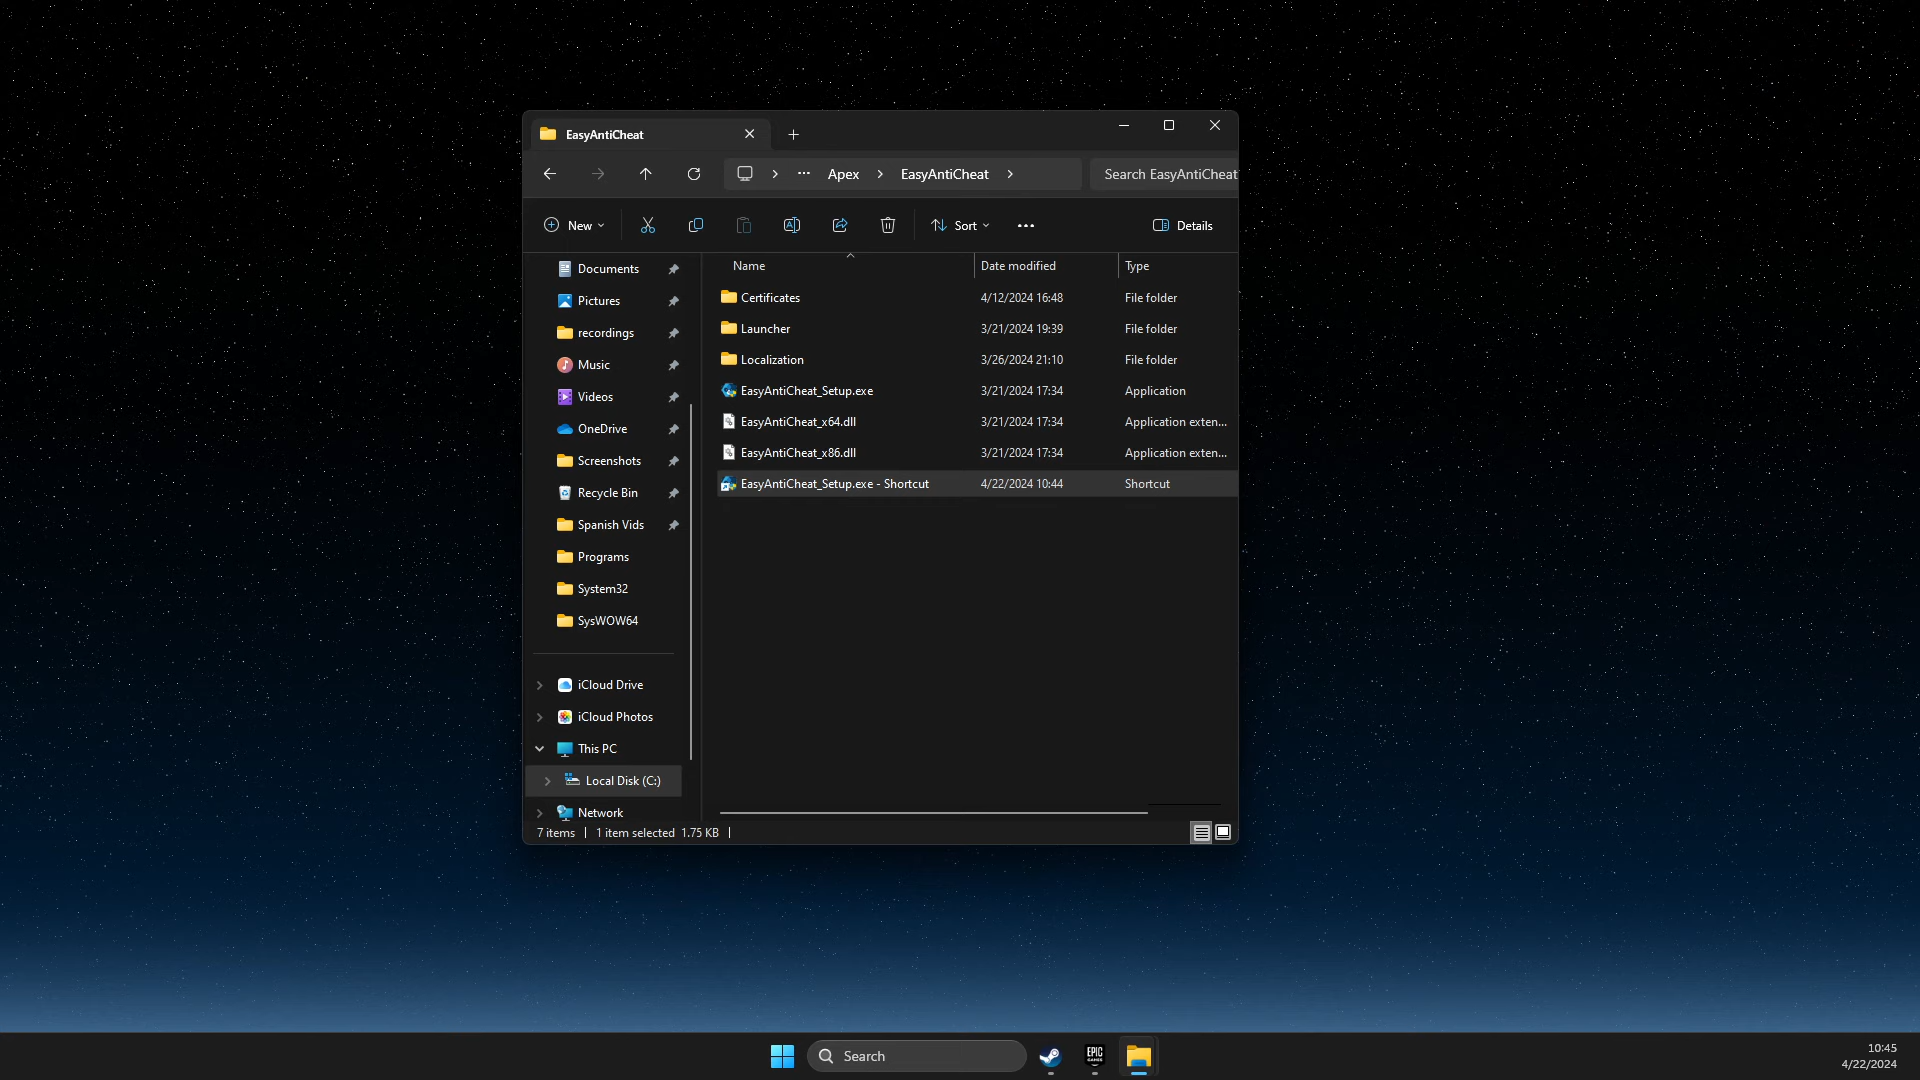 EasyAntiCheat
Apex EasyAntiCheat Search EasyAntiCheat
New Sort Details
Name Date modified Type
Documents
Pictures
recordings
Music
Videos
OneDrive
Screenshots
Recycle Bin
Spanish Vids
Programs
System32
SysWOW64
iCloud Drive
iCloud Photos
This PC
Local Disk (C:)
Network
Certificates 4/12/2024 16:48 File folder
Launcher 3/21/2024 19:39 File folder
Localization 3/26/2024 21:10 File folder
EasyAntiCheat_Setup.exe 3/21/2024 17:34 Application
EasyAntiCheat_x64.dll 3/21/2024 17:34 Application exten...
EasyAntiCheat_x86.dll 3/21/2024 17:34 Application exten...
EasyAntiCheat_Setup.exe - Shortcut 4/22/2024 10:44 Shortcut
7 items 1 item selected 1.75 KB
Search
EPIC
GAMES
10:45
4/22/2024